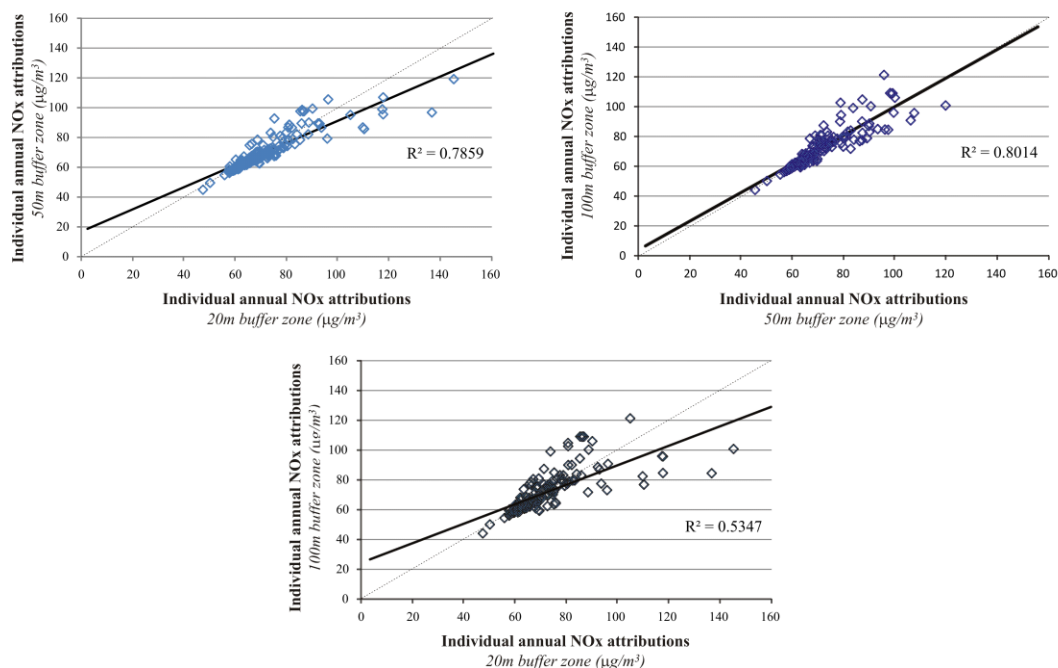 160
140
120
100
80
60
40
20
0
Individual annual NOx attributions
50m buffer zone (µg/m³)
R² = 0.7859
0 20 40 60 80 100 120 140 160
Individual annual NOx attributions
20m buffer zone (µg/m³)
160
140
120
100
80
60
40
20
0
Individual annual NOx attributions
100m buffer zone (µg/m³)
R² = 0.8014
0 20 40 60 80 100 120 140 160
Individual annual NOx attributions
50m buffer zone (µg/m³)
160
140
120
100
80
60
40
20
0
Individual annual NOx attributions
100m buffer zone (µg/m³)
R² = 0.5347
0 20 40 60 80 100 120 140 160
Individual annual NOx attributions
20m buffer zone (µg/m³)